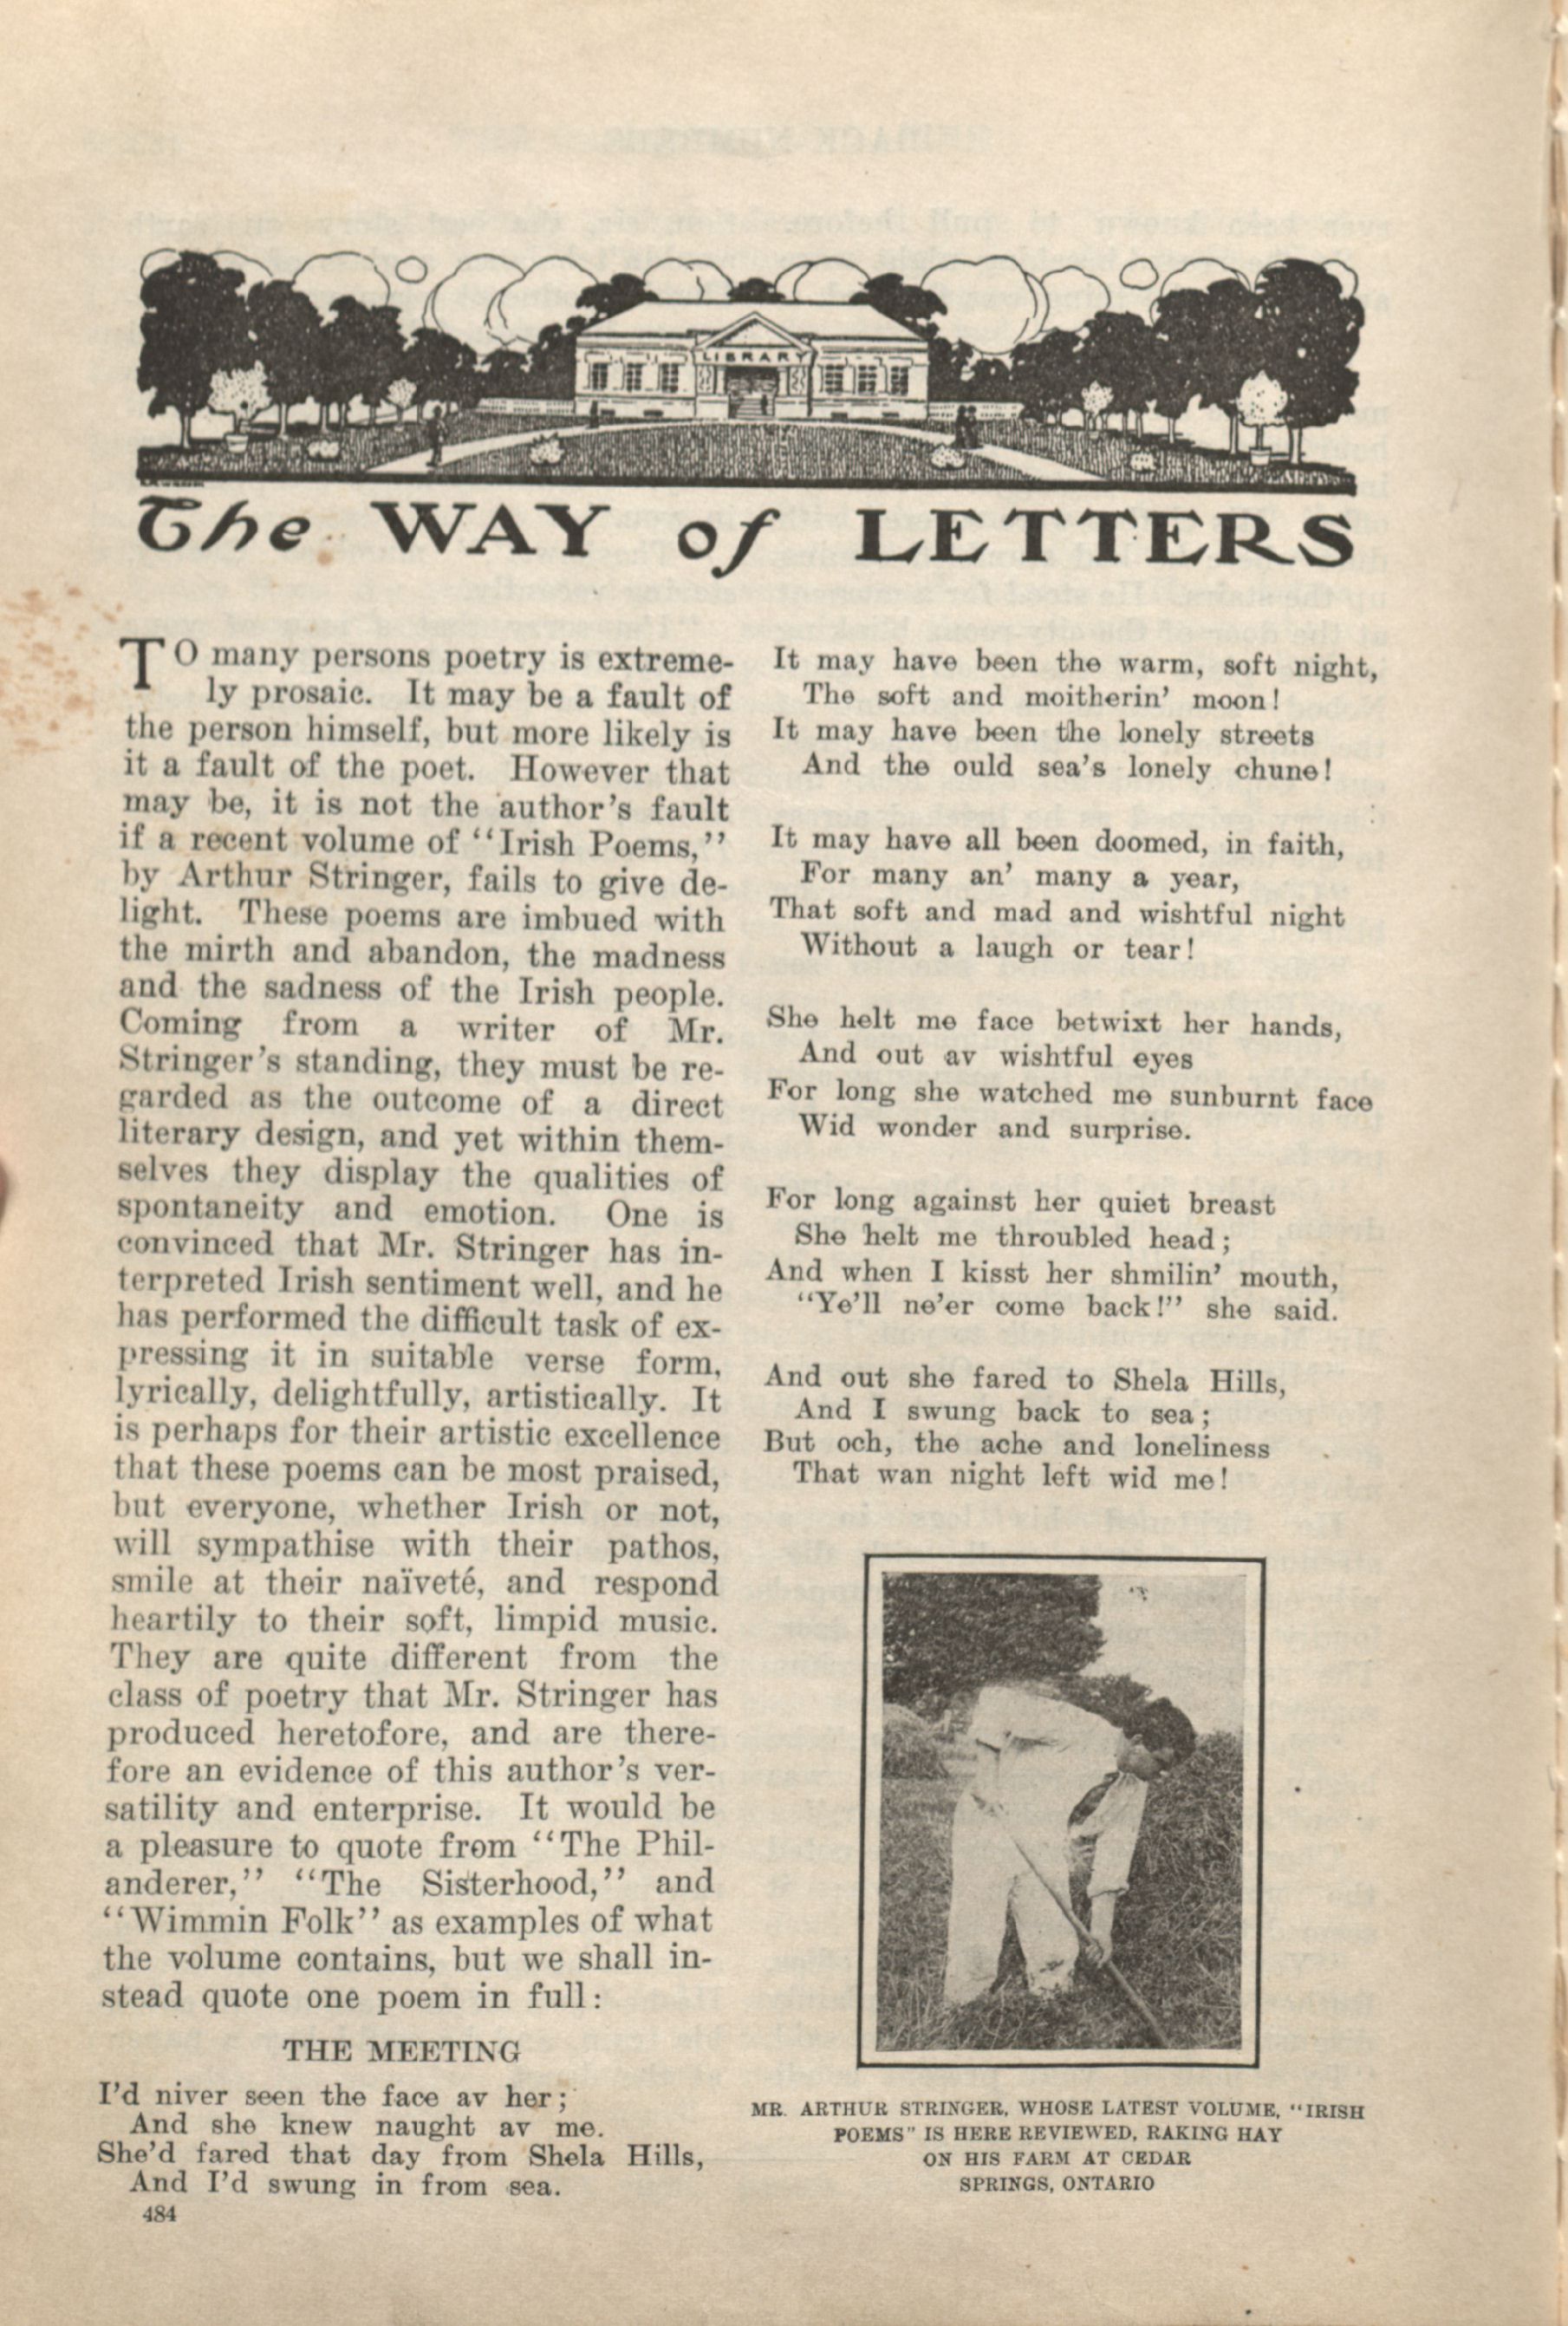 LIBRARY
The WAY of LETTERS
TO many persons poetry is extreme-
ly prosaic. It may be a fault of
the person himself, but more likely is
it a fault of the poet. However that
may be, it is not the author's fault
if a recent volume of "Irish Poems,"
by Arthur Stringer, fails to give de-
light. These poems are imbued with
the mirth and abandon, the madness
and the sadness of the Irish people.
Coming from a writer of Mr.
Stringer's standing, they must be re-
garded as the outcome of a direct
literary design, and yet within them-
selves they display the qualities of
spontaneity and emotion. One is
convinced that Mr. Stringer has in-
terpreted Irish sentiment well, and he
has performed the difficult task of ex-
pressing it in suitable verse form,
lyrically, delightfully, artistically. It
is perhaps for their artistic excellence
that these poems can be most praised,
but everyone, whether Irish or not,
will sympathise with their pathos,
smile at their naïveté, and respond
heartily to their soft, limpid music.
They are quite different from the
class of poetry that Mr. Stringer has
produced heretofore, and are there-
fore an evidence of this author's ver-
satility and enterprise. It would be
a pleasure to quote from "The Phil-
anderer," "The Sisterhood," and
"Wimmin Folk" as examples of what
the volume contains, but we shall in-
stead quote one poem in full:
THE MEETING
I'd niver seen the face av her;
And she knew naught av me.
She'd fared that day from Shela Hills,
And I'd swung in from sea.
484
It may have been the warm, soft night,
The soft and moitherin' moon!
It may have been the lonely streets
And the ould sea's lonely chune!
It may have all been doomed, in faith,
For many an' many a year,
That soft and mad and wishtful night
Without a laugh or tear!
She helt me face betwixt her hands,
And out av wishtful eyes
For long she watched me sunburnt face
Wid wonder and surprise.
For long against her quiet breast
She helt me throubled head;
And when I kisst her shmilin' mouth,
"Ye'll ne'er come back!" she said.
And out she fared to Shela Hills,
And I swung back to sea;
But och, the ache and loneliness
That wan night left wid me!
MR. ARTHUR STRINGER, WHOSE LATEST VOLUME, "IRISH
POEMS" IS HERE REVIEWED, RAKING HAY
ON HIS FARM AT CEDAR
SPRINGS, ONTARIO